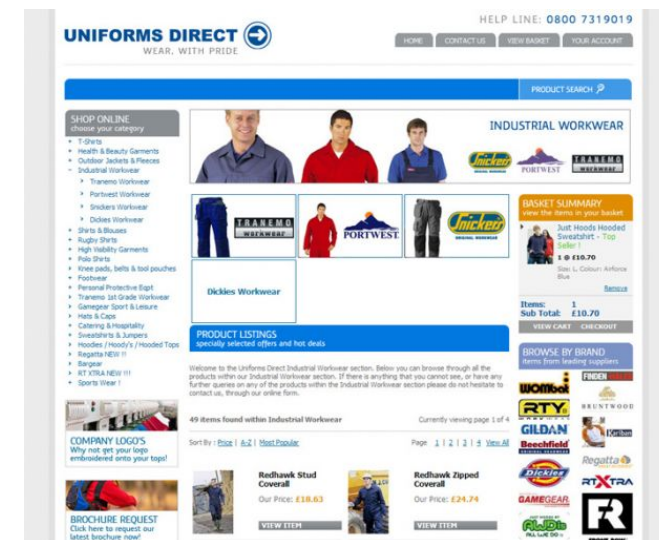 UNIFORMS DIRECT
WEAR, WITH PRIDE
HELP LINE: 0800 7319019
HOME
CONTACT US
VIEW BASKET
YOUR ACCOUNT
PRODUCT SEARCH
SHOP ONLINE
choose your category
T-Shirts
Health & Beauty Garments
Outdoor Jackets & Fleeces
Industrial Workwear
Tranemo Workwear
Portwest Workwear
Snickers Workwear
Dickies Workwear
Shirts & Blouses
Rugby Shirts
High Visibility Garments
Polo Shirts
Knee pads, belts & tool pouches
Footwear
Personal Protective Eqpt
Tranemo 1st Grade Workwear
Gamegear Sport & Leisure
Hats & Caps
Catering & Hospitality
Sweatshirts & Jumpers
Hoodies / Hoody's / Hooded Tops
Regatta NEW !!!
Bargear
RT XTRA NEW !!!
Sports Wear !
COMPANY LOGO'S
Why not get your logo
embroidered onto your tops!
BROCHURE REQUEST
Click here to request our
latest brochure now!
INDUSTRIAL WORKWEAR
Snickers
ORIGINAL WORKWEAR
PORTWEST
TRANEMO
workwear
TRANEMO
workwear
PORTWEST
Snickers
ORIGINAL WORKWEAR
Dickies Workwear
PRODUCT LISTINGS
specially selected offers and hot deals
Welcome to the Uniforms Direct Industrial Workwear section. Below you can browse through all the
products within our Industrial Workwear section. If there is anything that you cannot see, or have any
further queries on any of the products within the Industrial Workwear section please do not hesitate to
contact us, through our online form.
49 items found within Industrial Workwear
Currently viewing page 1 of 4
Sort By : Price | A-Z | Most Popular
Page 1 | 2 | 3 | 4 View All
Redhawk Stud
Coverall
Our Price: £18.63
VIEW ITEM
Redhawk Zipped
Coverall
Our Price: £24.74
VIEW ITEM
BASKET SUMMARY
view the items in your basket
Just Hoods Hooded
Sweatshirt - Top
Seller !
1 @ £10.70
Size: L, Colour: Airforce
Blue
Remove
Items: 1
Sub Total: £10.70
VIEW CART
CHECKOUT
BROWSE BY BRAND
items from leading suppliers
wombat
FINDEN
RTY
BRUNTWOOD
GILDAN
Karlban
Beechfield
ORIGINAL HEADWEAR
Regatta
Dickies
RTXTRA
GAMEGEAR
AWDis
FR